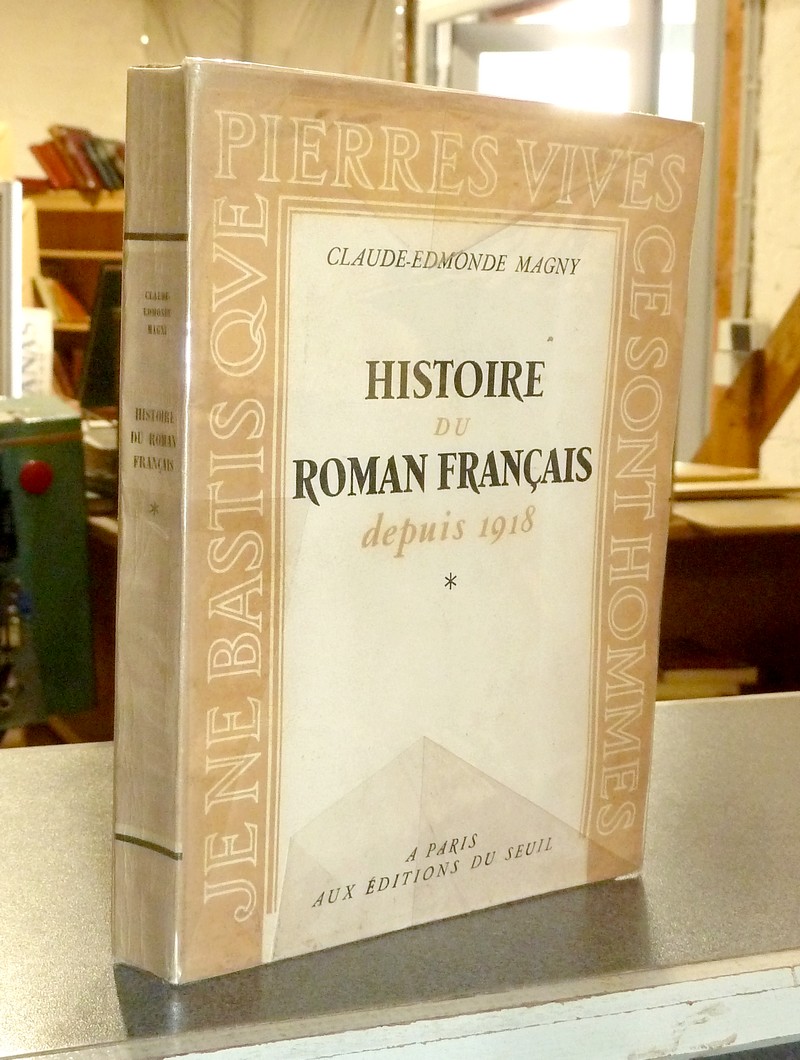 JE NE BASTIS QVE
PIERRES VIVES
CE SONT HOMMES
CLAUDE-EDMONDE MAGNY
HISTOIRE
DU
ROMAN FRANÇAIS
depuis 1918
*
A PARIS
AUX ÉDITIONS DU SEUIL
CLAUDE
EDMONDE
MAGNY
HISTOIRE
DU ROMAN
FRANÇAIS
*